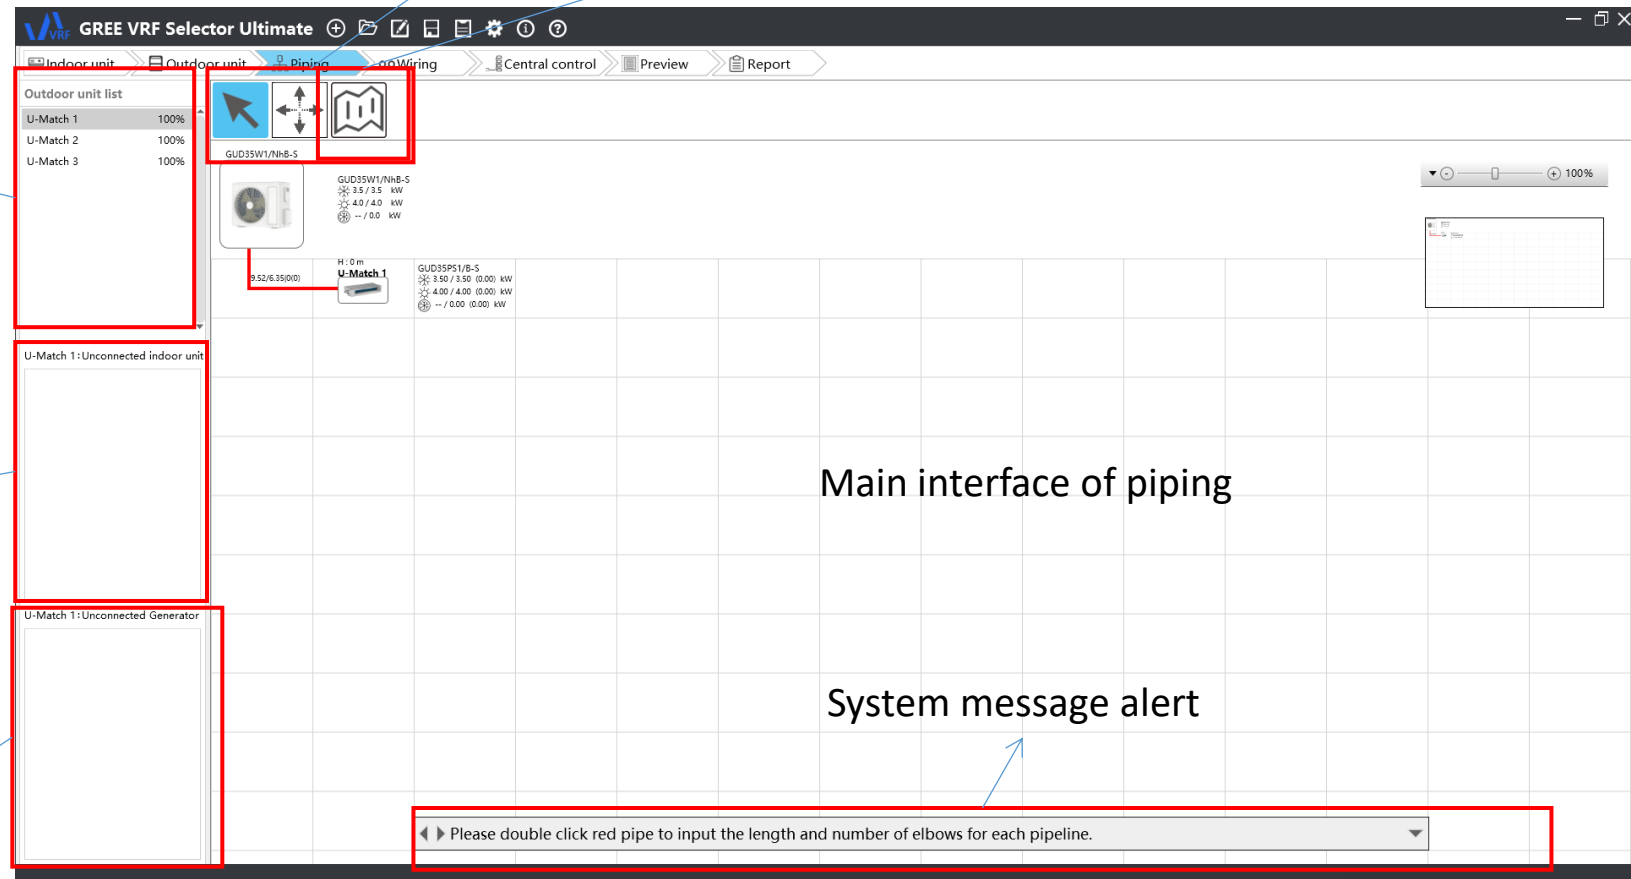 VRF GREE VRF Selector Ultimate
Indoor unit Outdoor unit Piping Wiring Central control Preview Report
Outdoor unit list
U-Match 1 100%
U-Match 2 100%
U-Match 3 100%
GUD35W1/NhB-S
GUD35W1/NhB-S
3.5 / 3.5 kW
4.0 / 4.0 kW
-- / 0.0 kW
100%
9.52/6.35|0(0)
H : 0 m
U-Match 1
GUD35PS1/B-S
3.50 / 3.50 (0.00) kW
4.00 / 4.00 (0.00) kW
-- / 0.00 (0.00) kW
U-Match 1:Unconnected indoor unit
Main interface of piping
U-Match 1:Unconnected Generator
System message alert
Please double click red pipe to input the length and number of elbows for each pipeline.